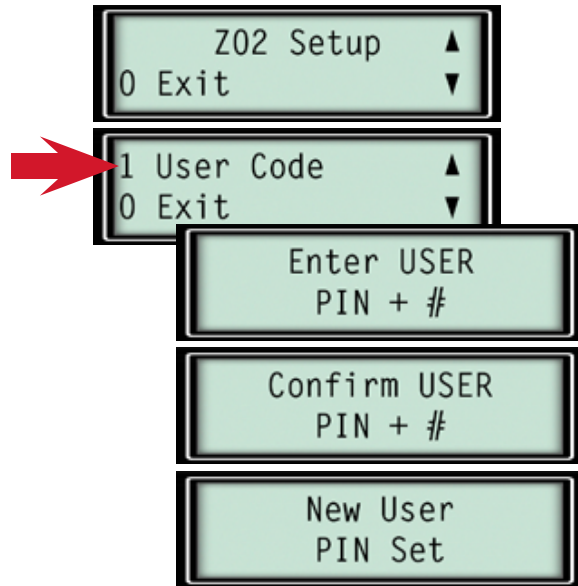 Z02 Setup ▲
0 Exit ▼
1 User Code ▲
0 Exit ▼
Enter USER
PIN + #
Confirm USER
PIN + #
New User
PIN Set